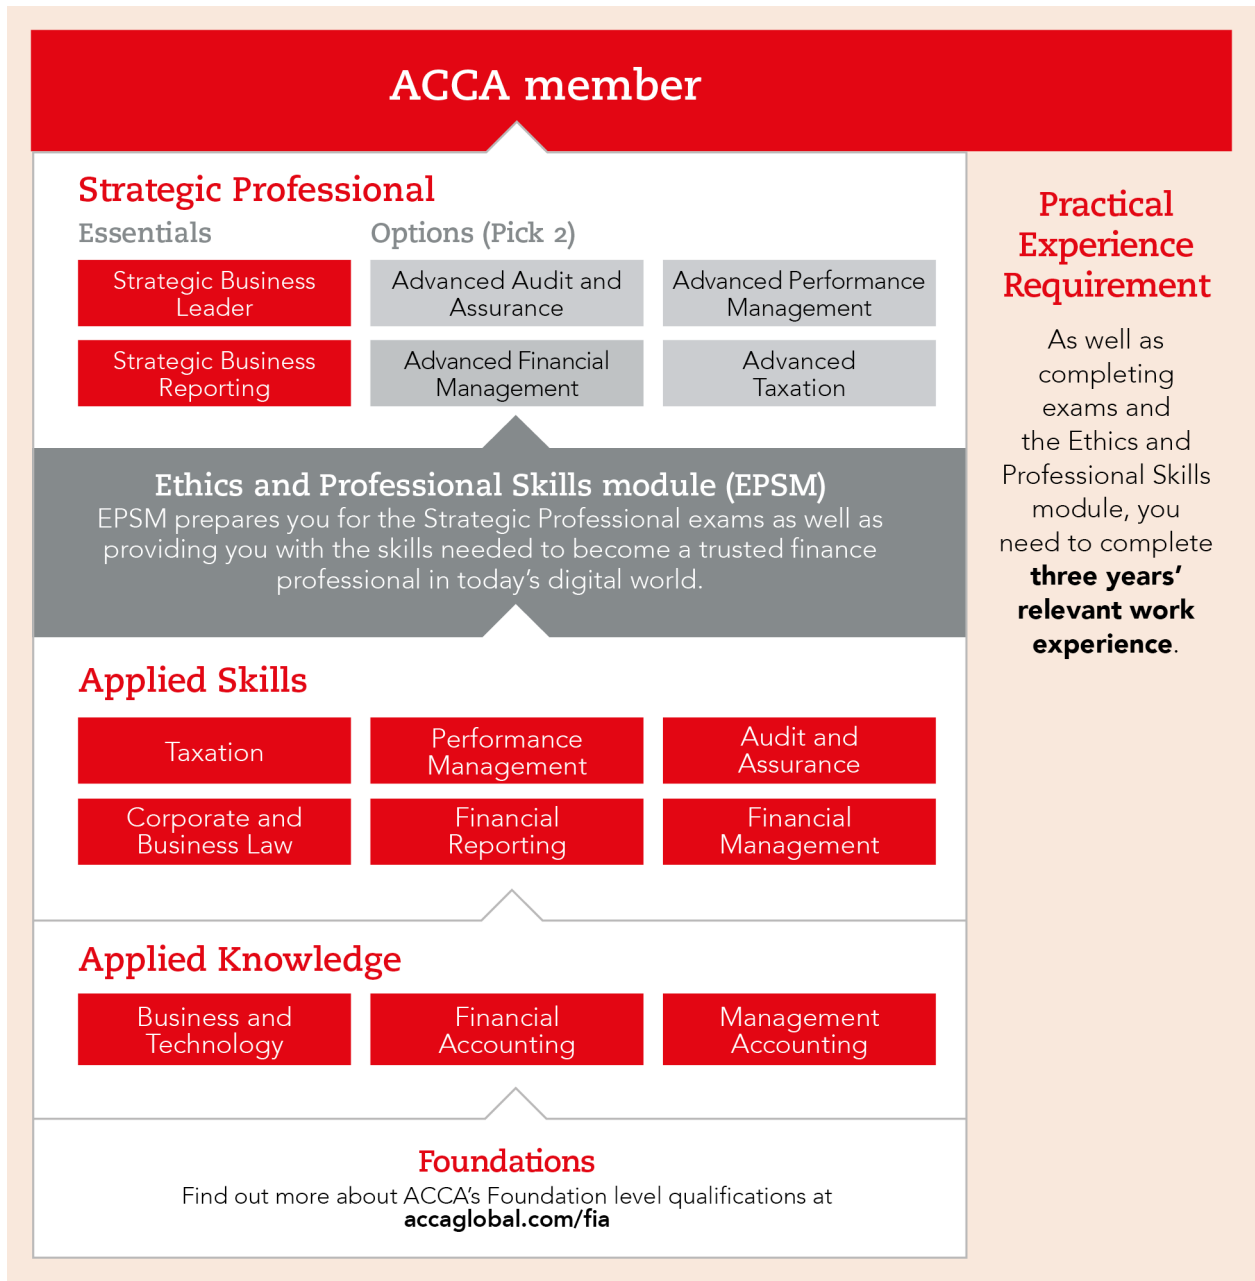 ACCA member
Strategic Professional
Essentials
Options (Pick 2)
Strategic Business
Leader
Advanced Audit and
Assurance
Advanced Performance
Management
Strategic Business
Reporting
Advanced Financial
Management
Advanced
Taxation
Ethics and Professional Skills module (EPSM)
EPSM prepares you for the Strategic Professional exams as well as
providing you with the skills needed to become a trusted finance
professional in today’s digital world.
Applied Skills
Taxation
Performance
Management
Audit and
Assurance
Corporate and
Business Law
Financial
Reporting
Financial
Management
Applied Knowledge
Business and
Technology
Financial
Accounting
Management
Accounting
Foundations
Find out more about ACCA’s Foundation level qualifications at
accaglobal.com/fia
Practical
Experience
Requirement
As well as
completing
exams and
the Ethics and
Professional Skills
module, you
need to complete
three years’
relevant work
experience.